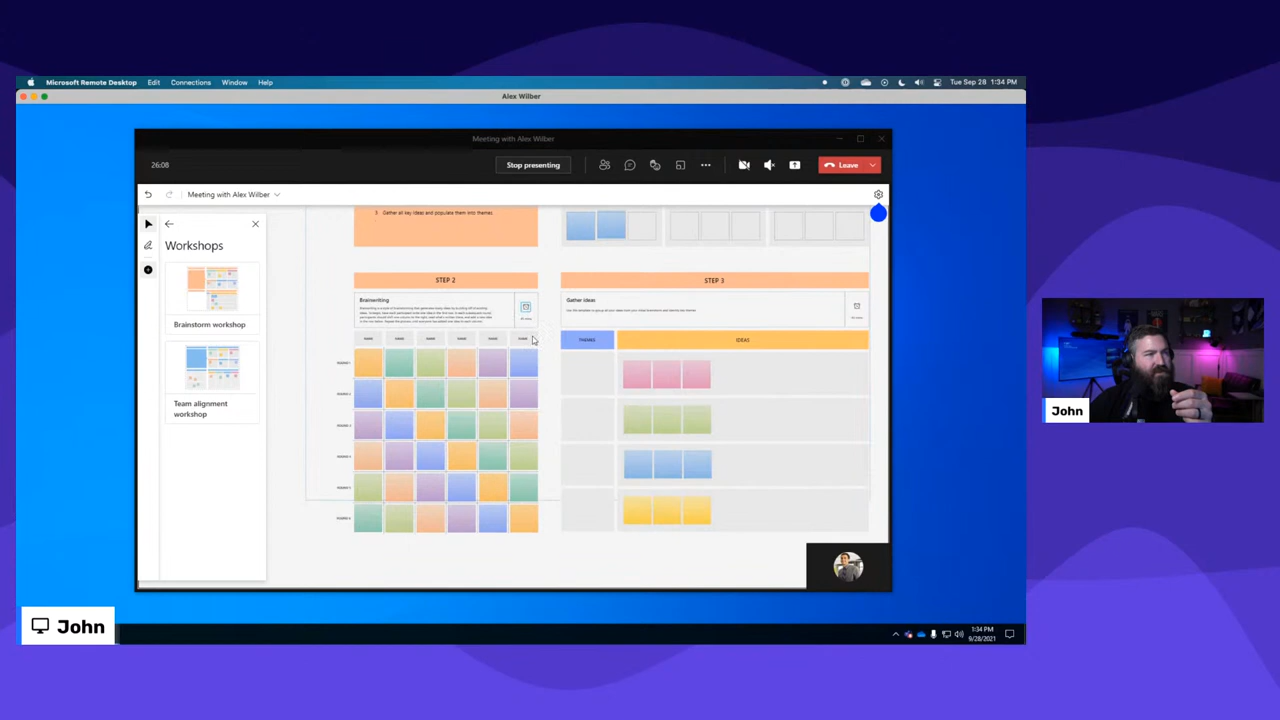 Microsoft Remote Desktop Edit Connections Window Help Tue Sep 28 1:34 PM
Alex Wilber
Meeting with Alex Wilber
26:08 Stop presenting Leave
Meeting with Alex Wilber
3. Gather all key ideas and populate them into themes.
Workshops
Brainstorm workshop
Team alignment
workshop
STEP 2
STEP 3
Brainwriting
Gather ideas
THEMES
IDEAS
John
John
1:34 PM
9/28/2021